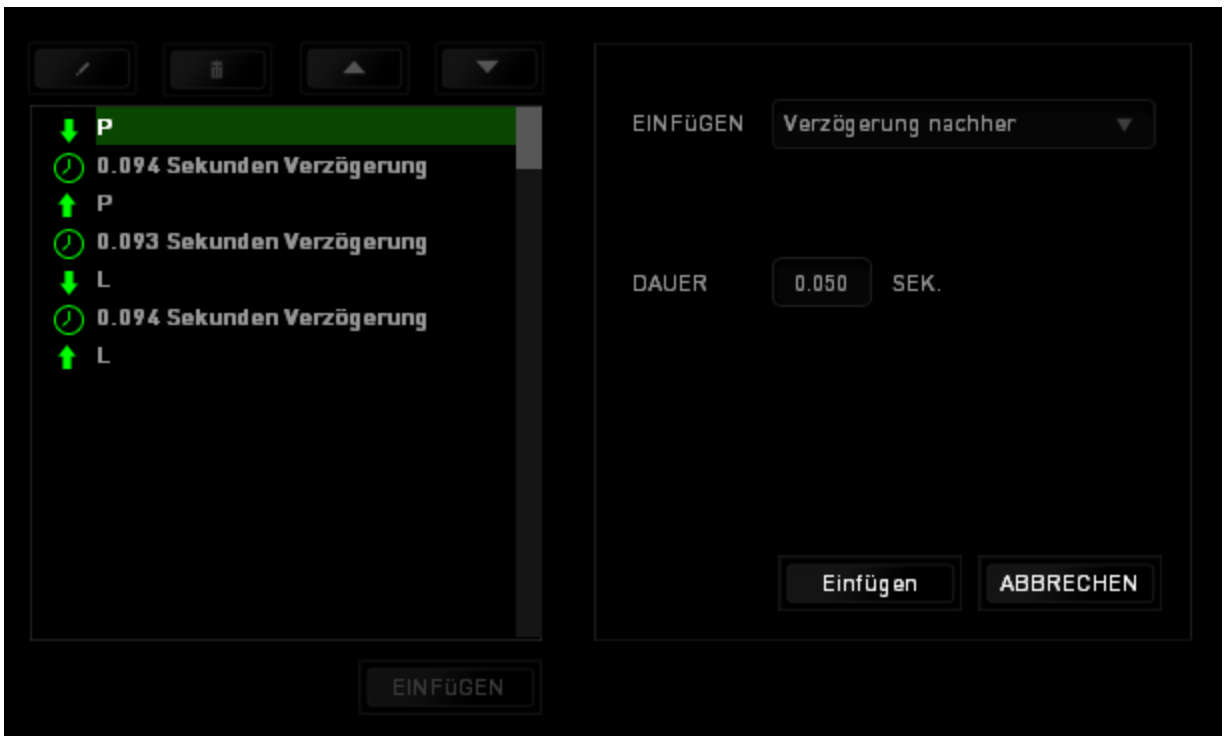 P
0.094 Sekunden Verzögerung
P
0.093 Sekunden Verzögerung
L
0.094 Sekunden Verzögerung
L
EINFüGEN
EINFüGEN Verzögerung nachher
DAUER 0.050 SEK.
Einfügen ABBRECHEN